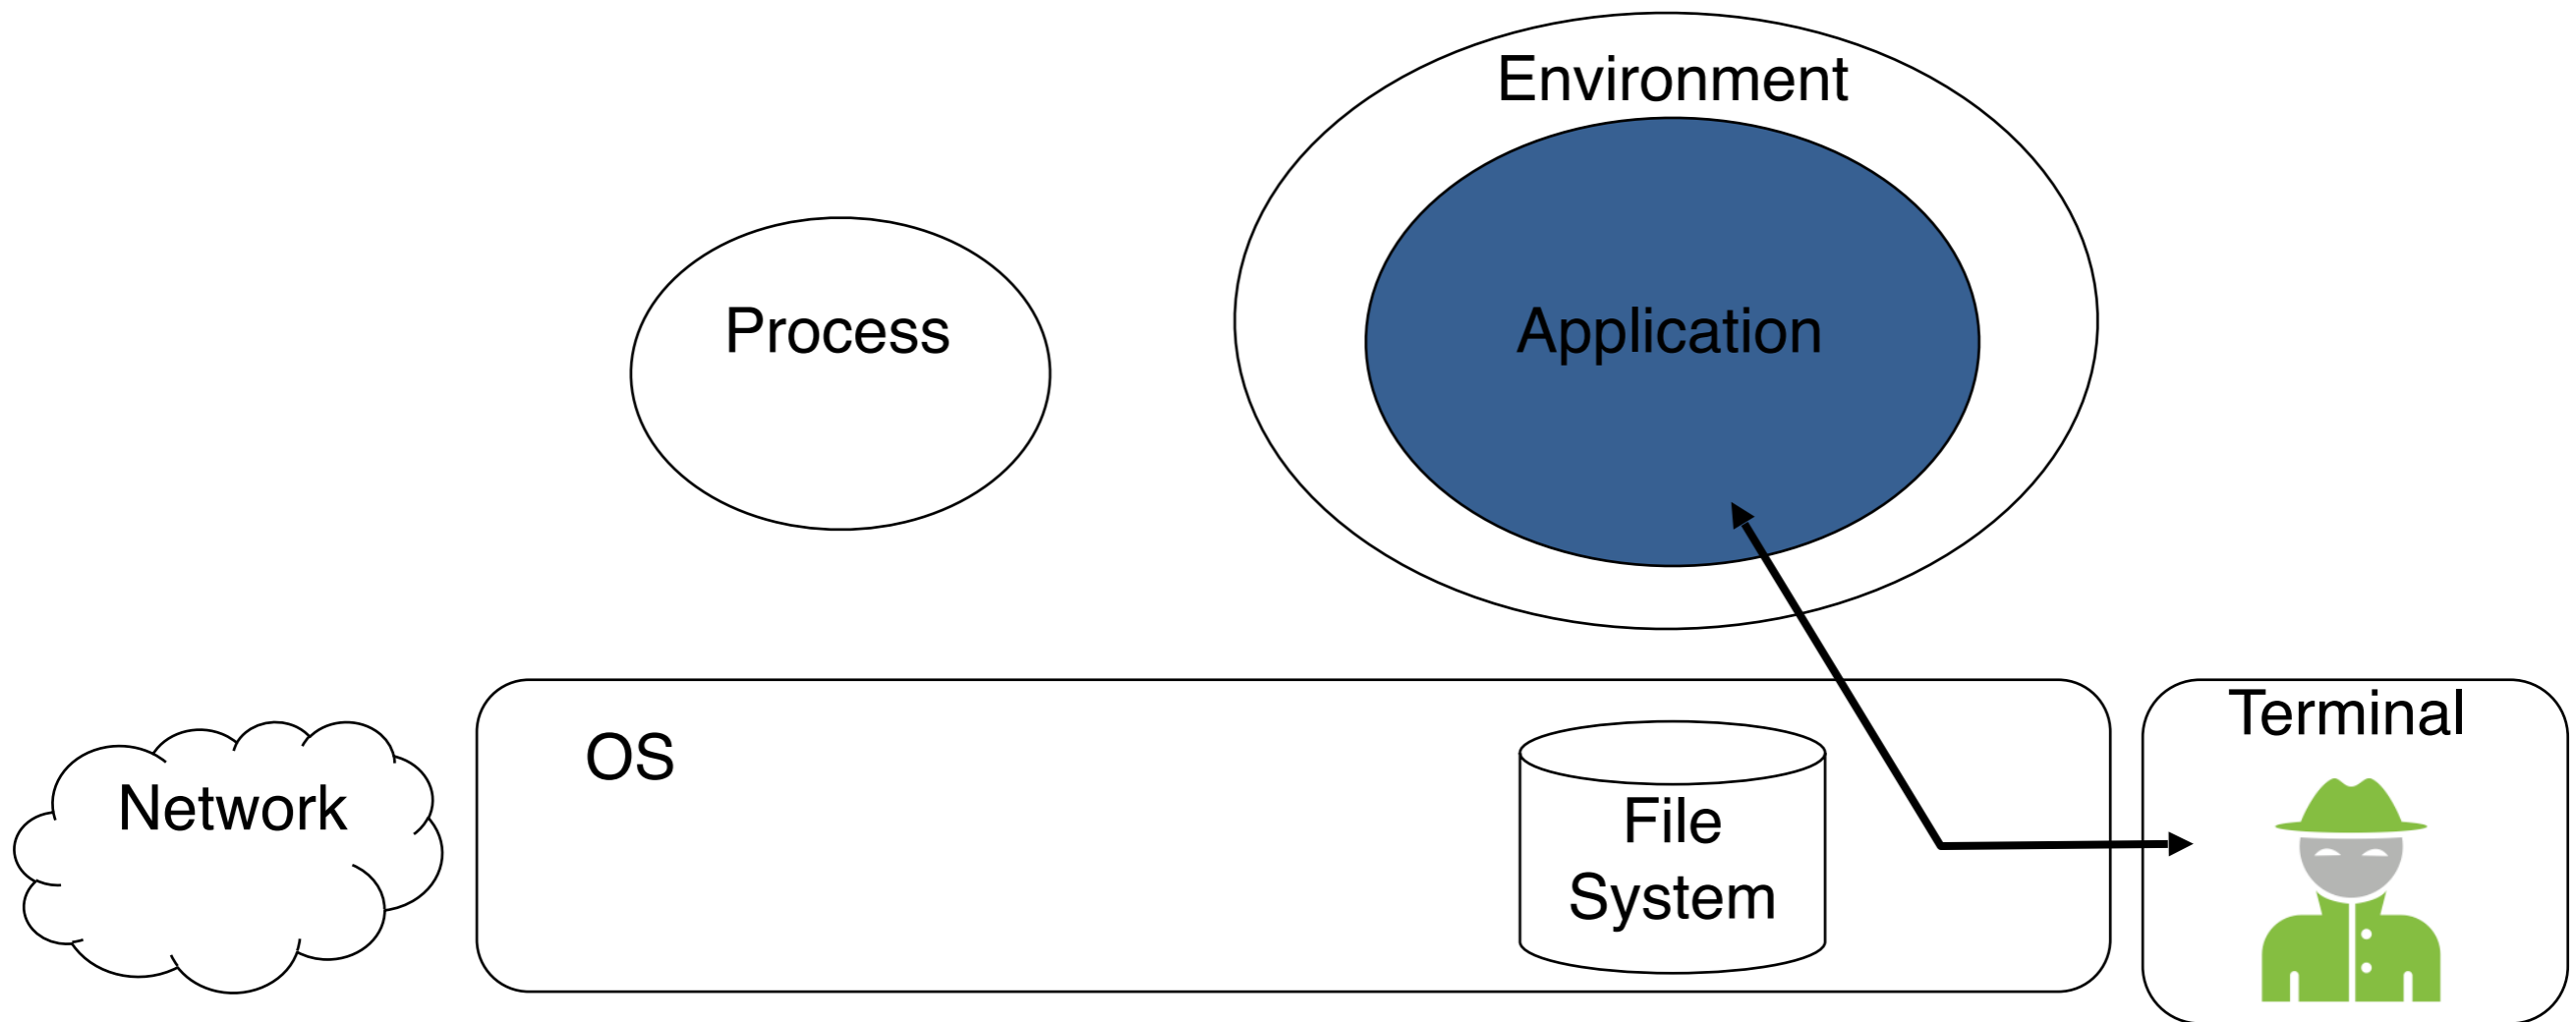 Environment
Process
Application
OS
Network
File
System
Terminal